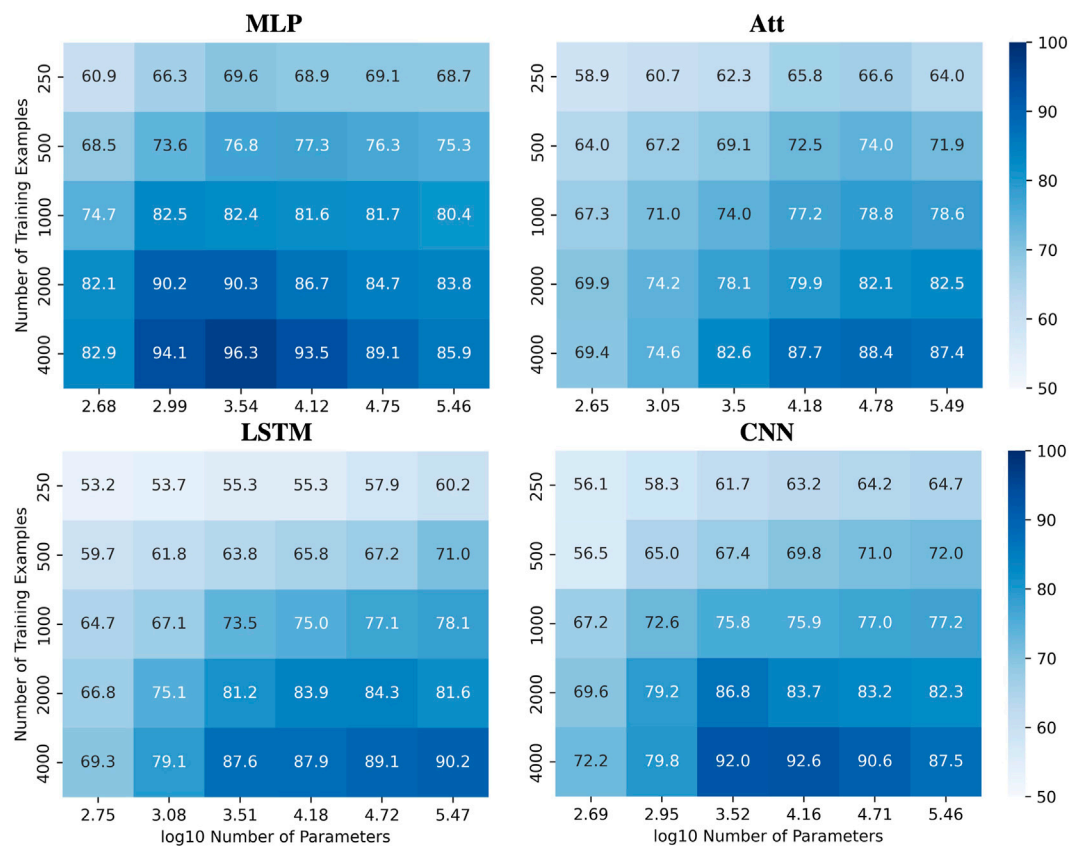 MLP
Att
Number of Training Examples
250 60.9 66.3 69.6 68.9 69.1 68.7
500 68.5 73.6 76.8 77.3 76.3 75.3
1000 74.7 82.5 82.4 81.6 81.7 80.4
2000 82.1 90.2 90.3 86.7 84.7 83.8
4000 82.9 94.1 96.3 93.5 89.1 85.9
2.68 2.99 3.54 4.12 4.75 5.46
250 58.9 60.7 62.3 65.8 66.6 64.0
500 64.0 67.2 69.1 72.5 74.0 71.9
1000 67.3 71.0 74.0 77.2 78.8 78.6
2000 69.9 74.2 78.1 79.9 82.1 82.5
4000 69.4 74.6 82.6 87.7 88.4 87.4
2.65 3.05 3.5 4.18 4.78 5.49
100
90
80
70
60
50
LSTM
CNN
Number of Training Examples
250 53.2 53.7 55.3 55.3 57.9 60.2
500 59.7 61.8 63.8 65.8 67.2 71.0
1000 64.7 67.1 73.5 75.0 77.1 78.1
2000 66.8 75.1 81.2 83.9 84.3 81.6
4000 69.3 79.1 87.6 87.9 89.1 90.2
2.75 3.08 3.51 4.18 4.72 5.47
log10 Number of Parameters
250 56.1 58.3 61.7 63.2 64.2 64.7
500 56.5 65.0 67.4 69.8 71.0 72.0
1000 67.2 72.6 75.8 75.9 77.0 77.2
2000 69.6 79.2 86.8 83.7 83.2 82.3
4000 72.2 79.8 92.0 92.6 90.6 87.5
2.69 2.95 3.52 4.16 4.71 5.46
log10 Number of Parameters
100
90
80
70
60
50